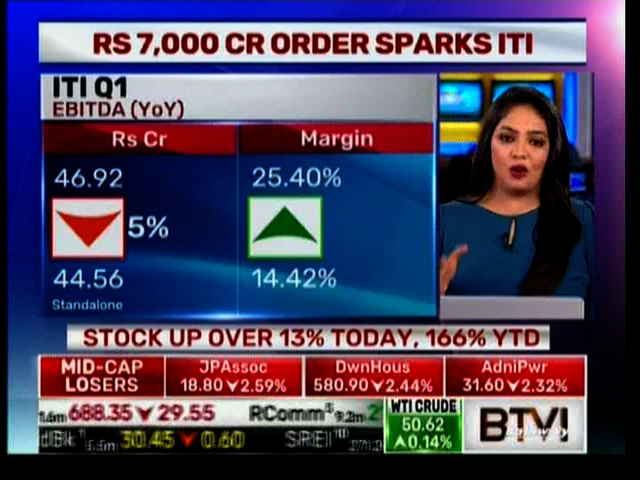 RS 7,000 CR ORDER SPARKS ITI
ITI Q1
EBITDA (YoY)
Rs Cr
Margin
46.92
25.40%
5%
44.56
14.42%
Standalone
STOCK UP OVER 13% TODAY, 166% YTD
MID-CAP LOSERS
JPAssoc
18.80 2.59%
DwnHous
580.90 2.44%
AdniPwr
31.60 2.32%
688.35 29.55 RComm
WTI CRUDE
50.62
0.14%
30.45 0.60 SREI
BTVI